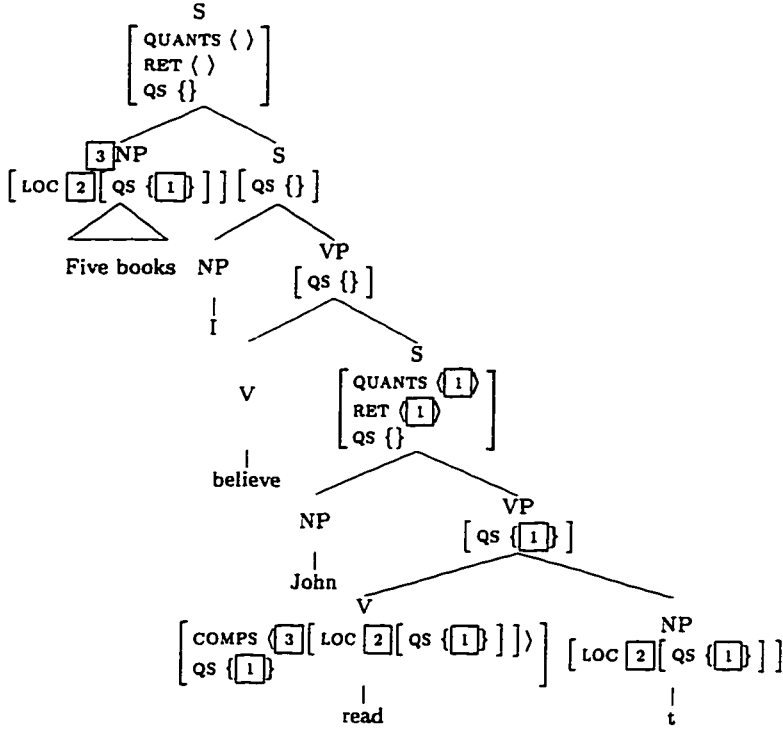 S
[ QUANTS ⟨ ⟩
RET ⟨ ⟩
QS {} ]
3 NP S
[ LOC 2 [ QS { 1 } ] ] [ QS {} ]
Five books NP VP
[ QS {} ]
I
S
V [ QUANTS ⟨ 1 ⟩
RET ⟨ 1 ⟩
QS {} ]
believe
NP VP
[ QS { 1 } ]
John
V NP
[ COMPS ⟨ 3 [ LOC 2 [ QS { 1 } ] ] ⟩
QS { 1 } ] [ LOC 2 [ QS { 1 } ] ]
read t